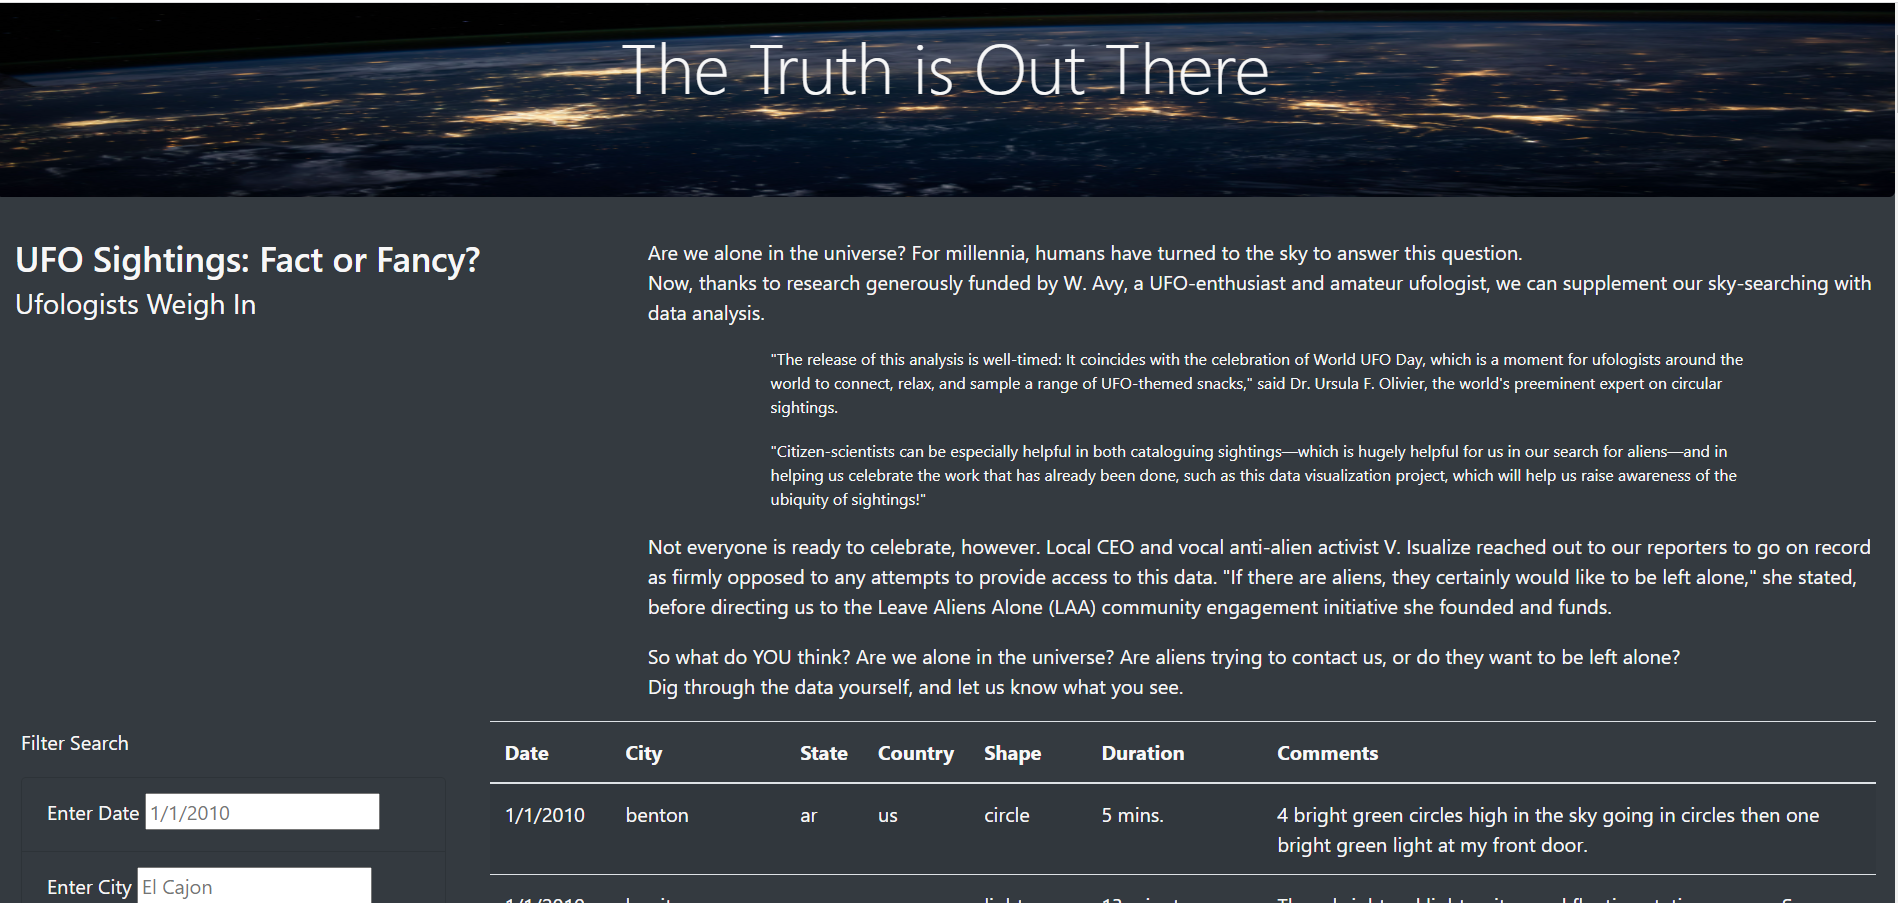 The Truth is Out There
UFO Sightings: Fact or Fancy?
Ufologists Weigh In
Are we alone in the universe? For millennia, humans have turned to the sky to answer this question.
Now, thanks to research generously funded by W. Avy, a UFO-enthusiast and amateur ufologist, we can supplement our sky-searching with
data analysis.
"The release of this analysis is well-timed: It coincides with the celebration of World UFO Day, which is a moment for ufologists around the
world to connect, relax, and sample a range of UFO-themed snacks," said Dr. Ursula F. Olivier, the world's preeminent expert on circular
sightings.
"Citizen-scientists can be especially helpful in both cataloguing sightings—which is hugely helpful for us in our search for aliens—and in
helping us celebrate the work that has already been done, such as this data visualization project, which will help us raise awareness of the
ubiquity of sightings!"
Not everyone is ready to celebrate, however. Local CEO and vocal anti-alien activist V. Isualize reached out to our reporters to go on record
as firmly opposed to any attempts to provide access to this data. "If there are aliens, they certainly would like to be left alone," she stated,
before directing us to the Leave Aliens Alone (LAA) community engagement initiative she founded and funds.
So what do YOU think? Are we alone in the universe? Are aliens trying to contact us, or do they want to be left alone?
Dig through the data yourself, and let us know what you see.
Filter Search
Enter Date 1/1/2010
Enter City El Cajon
Date City State Country Shape Duration Comments
1/1/2010 benton ar us circle 5 mins. 4 bright green circles high in the sky going in circles then one
bright green light at my front door.
1/1/2010